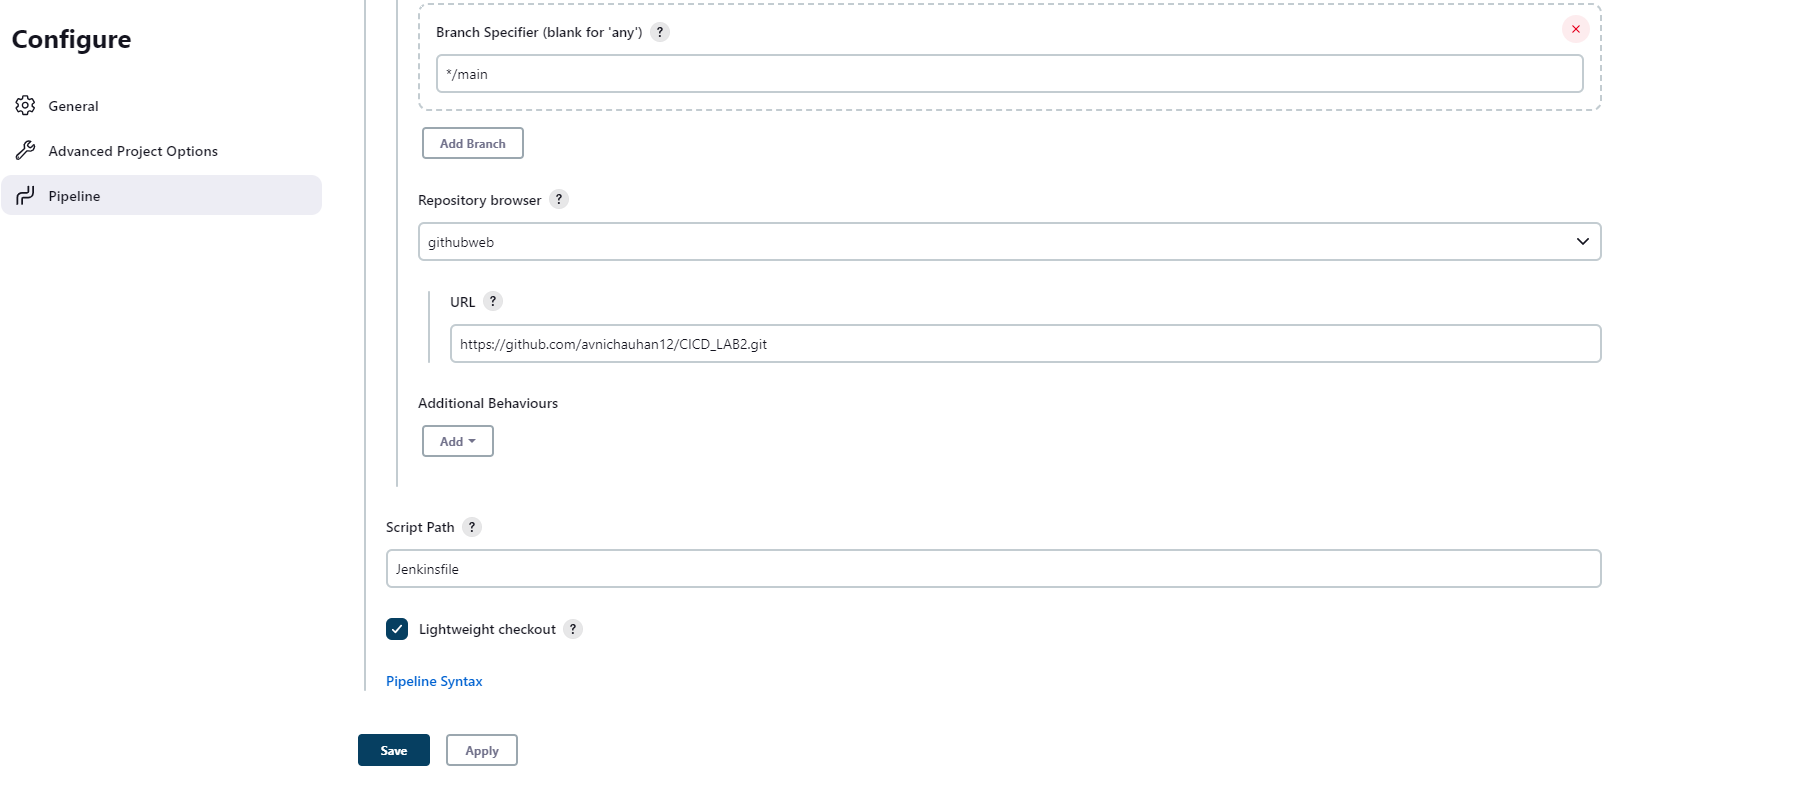 Configure
General
Advanced Project Options
Pipeline
Branch Specifier (blank for 'any') ?
*/main
Add Branch
Repository browser ?
githubweb
URL ?
https://github.com/avnichauhan12/CICD_LAB2.git
Additional Behaviours
Add
Script Path ?
Jenkinsfile
Lightweight checkout ?
Pipeline Syntax
Save Apply